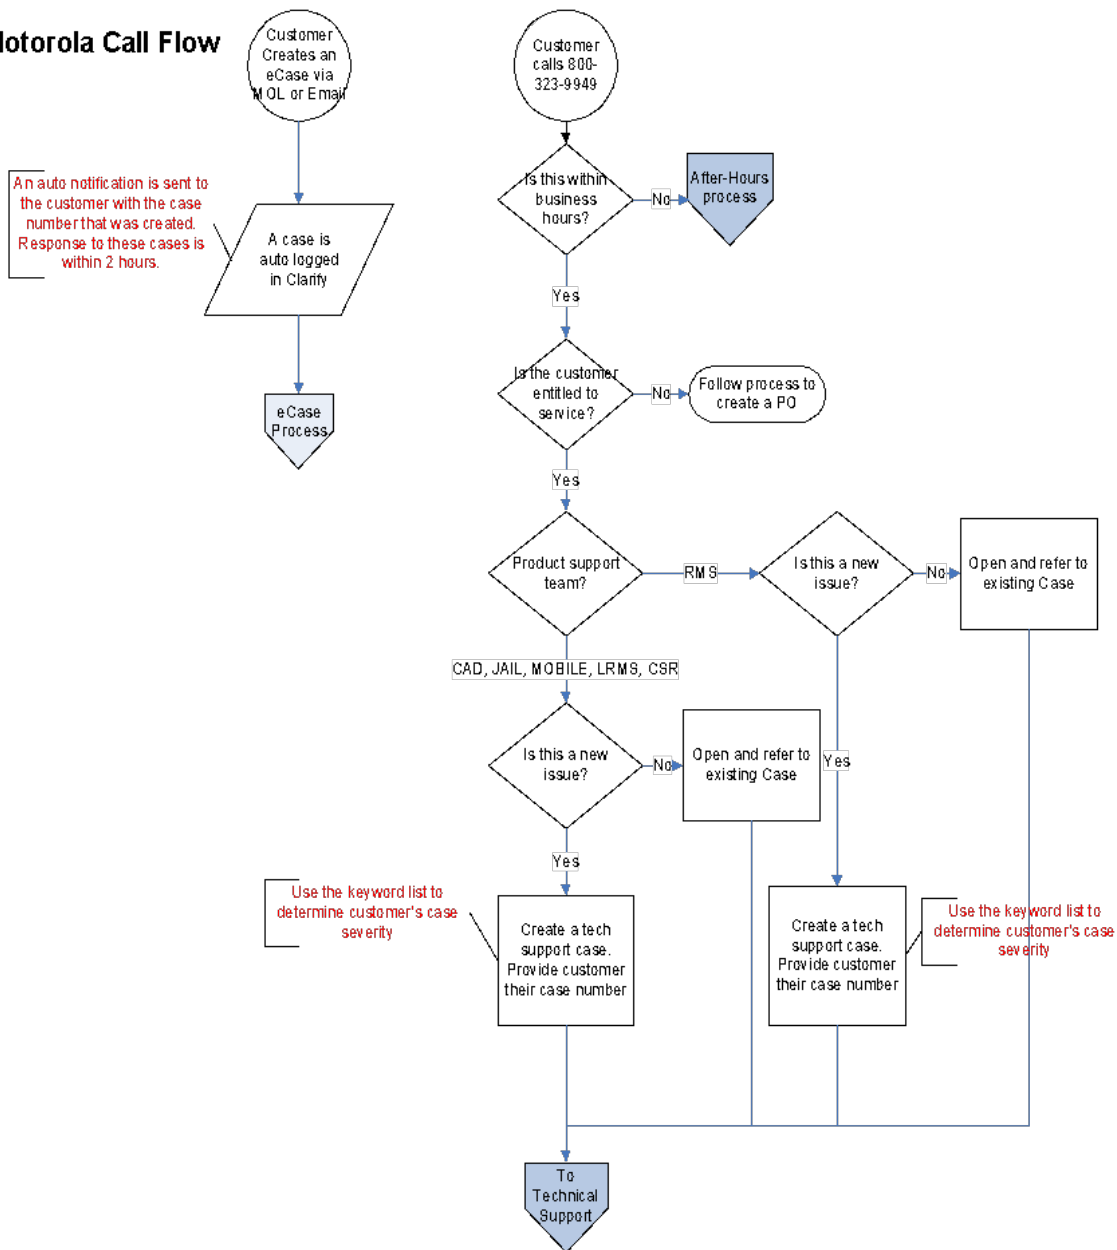 lotorola Call Flow
Customer
Creates an
eCase via
MOL or Email
Customer
calls 800-
323-9949
An auto notification is sent to
the customer with the case
number that was created.
Response to these cases is
within 2 hours.
A case is
auto logged
in Clarify
eCase
Process
Is this within
business
hours?
No
After-Hours
process
Yes
Is the customer
entitled to
service?
No
Follow process to
create a PO
Yes
Product support
team?
RMS
Is this a new
issue?
No
Open and refer to
existing Case
CAD, JAIL, MOBILE, LRMS, CSR
Is this a new
issue?
No
Open and refer to
existing Case
Yes
Yes
Use the keyword list to
determine customer's case
severity
Create a tech
support case.
Provide customer
their case number
Create a tech
support case.
Provide customer
their case number
Use the keyword list to
determine customer's case
severity
To
Technical
Support